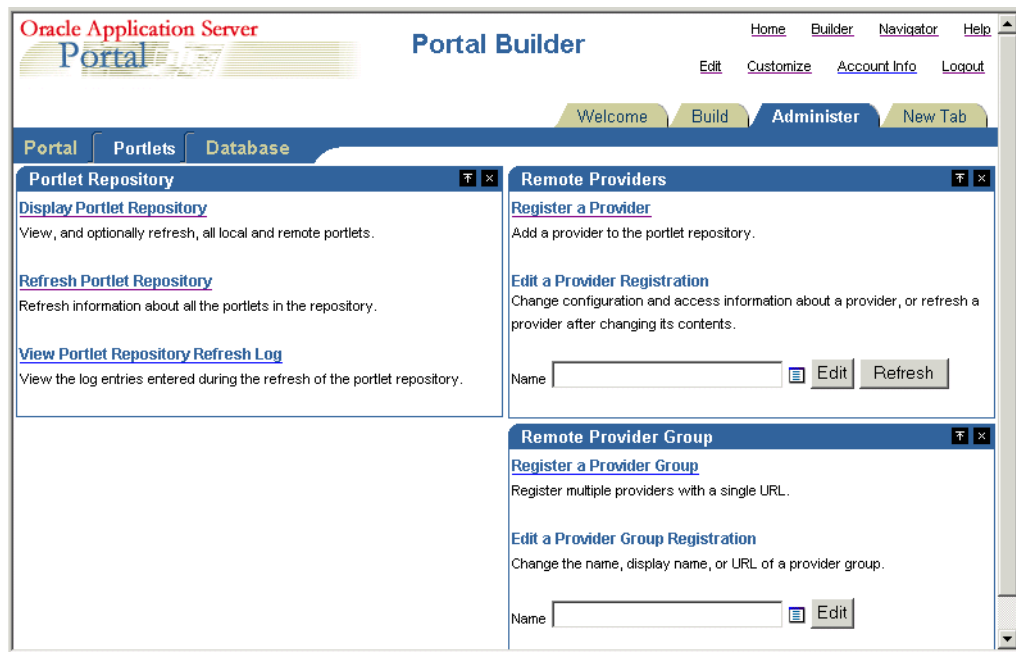 Oracle Application Server
Portal
Portal Builder
Home Builder Navigator Help
Edit Customize Account Info Logout
Welcome Build Administer New Tab
Portal Portlets Database
Portlet Repository
Display Portlet Repository
View, and optionally refresh, all local and remote portlets.
Refresh Portlet Repository
Refresh information about all the portlets in the repository.
View Portlet Repository Refresh Log
View the log entries entered during the refresh of the portlet repository.
Remote Providers
Register a Provider
Add a provider to the portlet repository.
Edit a Provider Registration
Change configuration and access information about a provider, or refresh a
provider after changing its contents.
Name Edit Refresh
Remote Provider Group
Register a Provider Group
Register multiple providers with a single URL.
Edit a Provider Group Registration
Change the name, display name, or URL of a provider group.
Name Edit